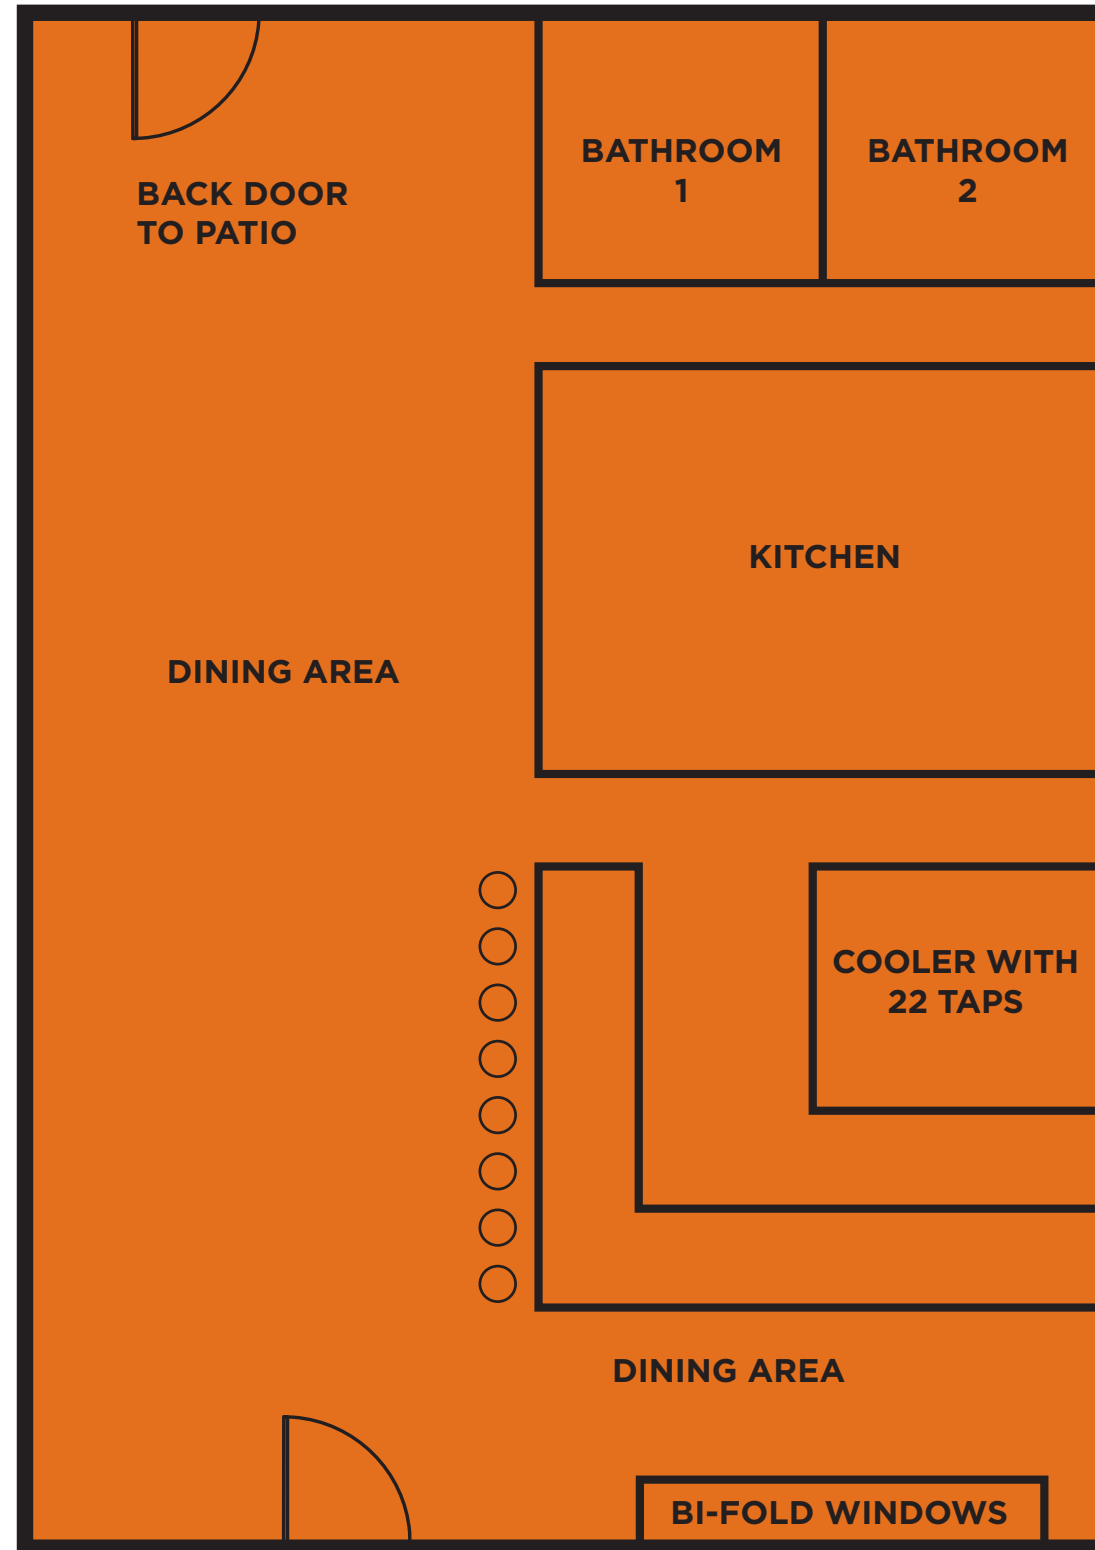 BATHROOM
1
BATHROOM
2
BACK DOOR
TO PATIO
KITCHEN
DINING AREA
COOLER WITH
22 TAPS
DINING AREA
BI-FOLD WINDOWS